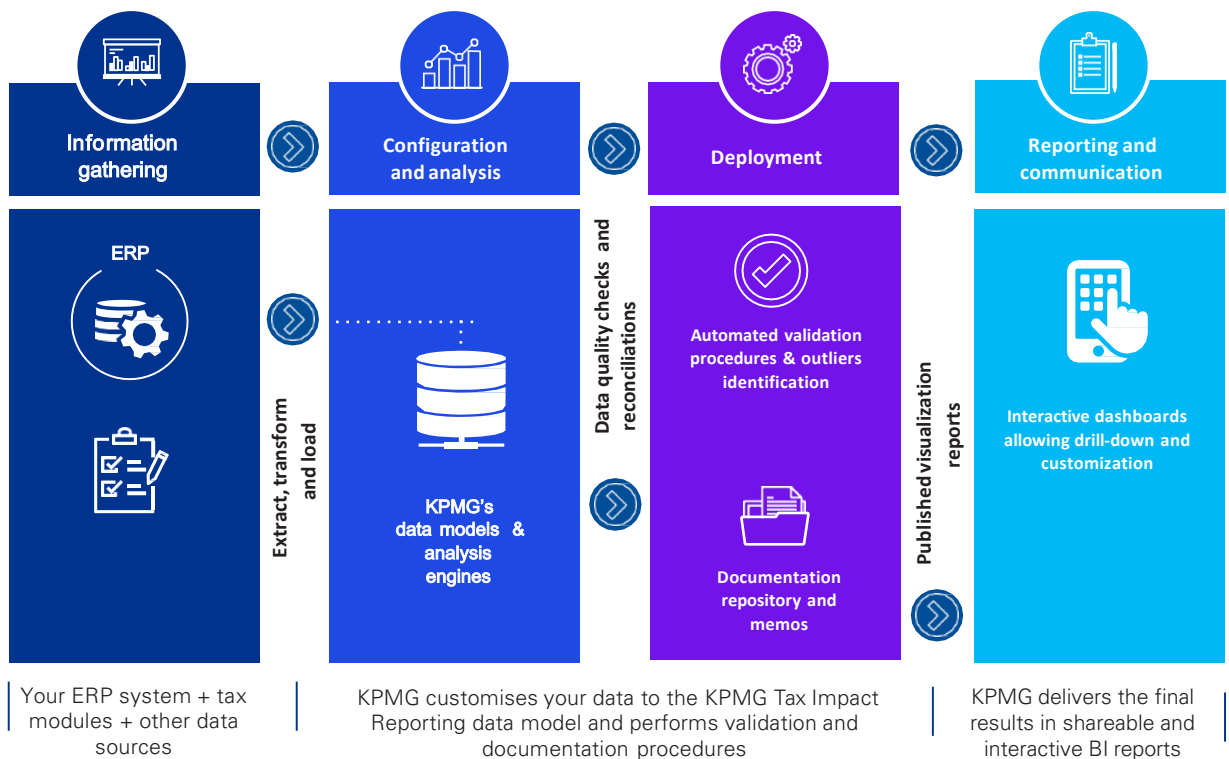 Information
gathering
Configuration
and analysis
Deployment
Reporting and
communication
ERP
Extract, transform
and load
KPMG's
data models &
analysis
engines
Data quality checks and
reconciliations
Automated validation
procedures & outliers
identification
Documentation
repository and
memos
Published visualization
reports
Interactive dashboards
allowing drill-down and
customization
Your ERP system + tax
modules + other data
sources
KPMG customises your data to the KPMG Tax Impact
Reporting data model and performs validation and
documentation procedures
KPMG delivers the final
results in shareable and
interactive BI reports